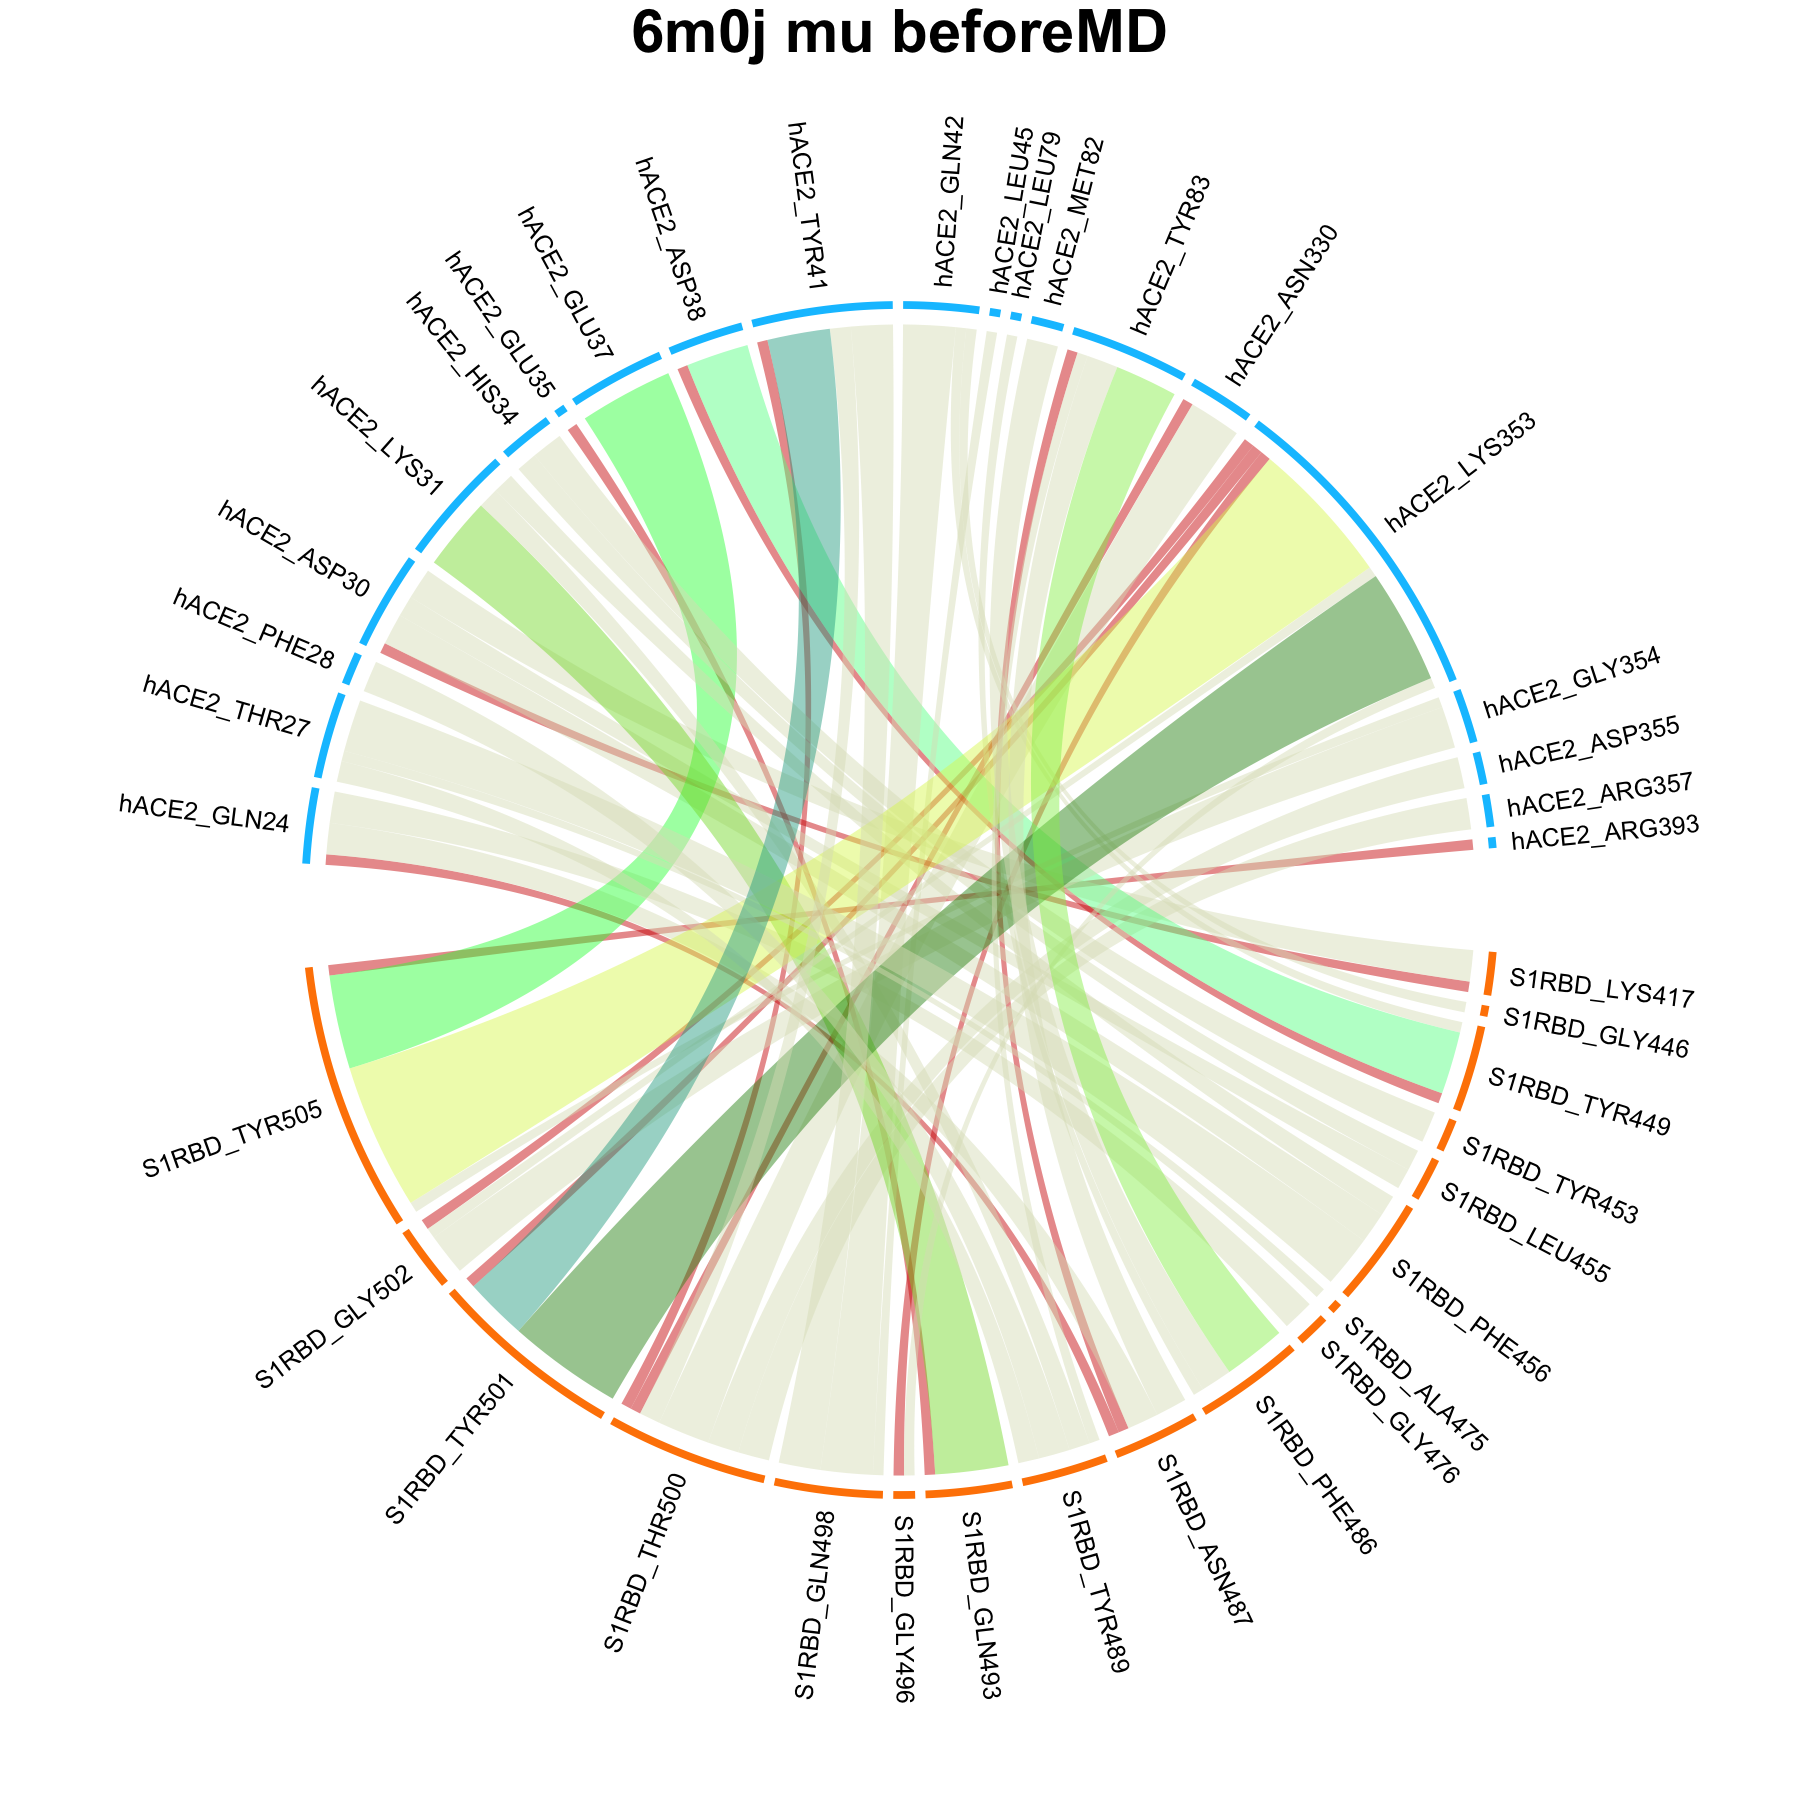 6m0j mu beforeMD
hACE2_GLN24
hACE2_THR27
hACE2_PHE28
hACE2_ASP30
hACE2_LYS31
hACE2_HIS34
hACE2_GLU35
hACE2_GLU37
hACE2_ASP38
hACE2_TYR41
hACE2_GLN42
hACE2_LEU45
hACE2_LEU79
hACE2_MET82
hACE2_TYR83
hACE2_ASN330
hACE2_LYS353
hACE2_GLY354
hACE2_ASP355
hACE2_ARG357
hACE2_ARG393
S1RBD_LYS417
S1RBD_GLY446
S1RBD_TYR449
S1RBD_TYR453
S1RBD_LEU455
S1RBD_PHE456
S1RBD_ALA475
S1RBD_GLY476
S1RBD_PHE486
S1RBD_ASN487
S1RBD_TYR489
S1RBD_GLN493
S1RBD_GLY496
S1RBD_GLN498
S1RBD_THR500
S1RBD_TYR501
S1RBD_GLY502
S1RBD_TYR505